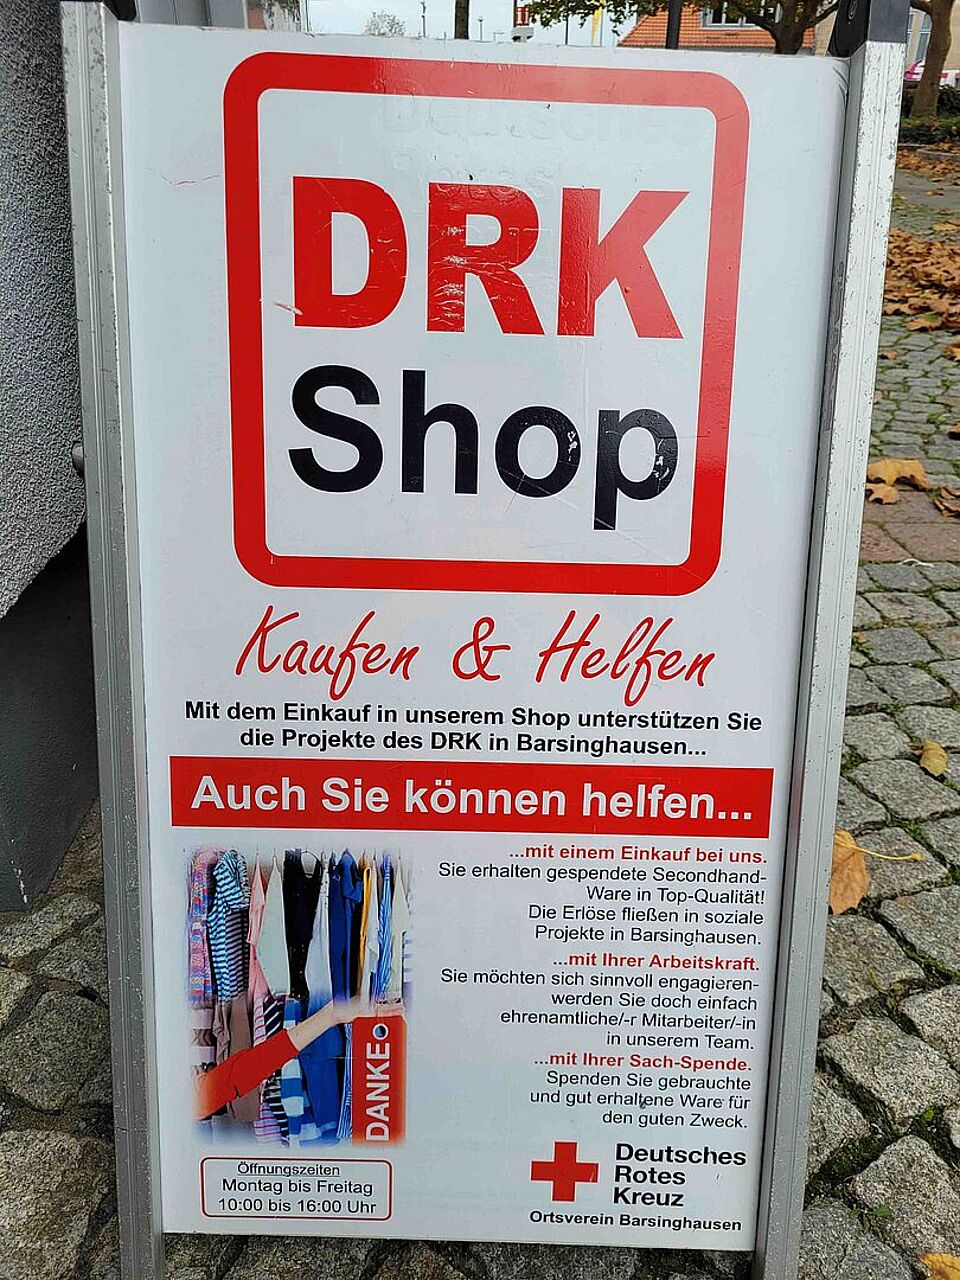 DRK
Shop
Kaufen & Helfen
Mit dem Einkauf in unserem Shop unterstützen Sie
die Projekte des DRK in Barsinghausen...
Auch Sie können helfen...
...mit einem Einkauf bei uns.
Sie erhalten gespendete Secondhand-
Ware in Top-Qualität!
Die Erlöse fließen in soziale
Projekte in Barsinghausen.
...mit Ihrer Arbeitskraft.
Sie möchten sich sinnvoll engagieren-
werden Sie doch einfach
ehrenamtliche/-r Mitarbeiter/-in
in unserem Team.
...mit Ihrer Sach-Spende.
Spenden Sie gebrauchte
und gut erhaltene Ware für
den guten Zweck.
DANKE
Öffnungszeiten
Montag bis Freitag
10:00 bis 16:00 Uhr
Deutsches
Rotes
Kreuz
Ortsverein Barsinghausen